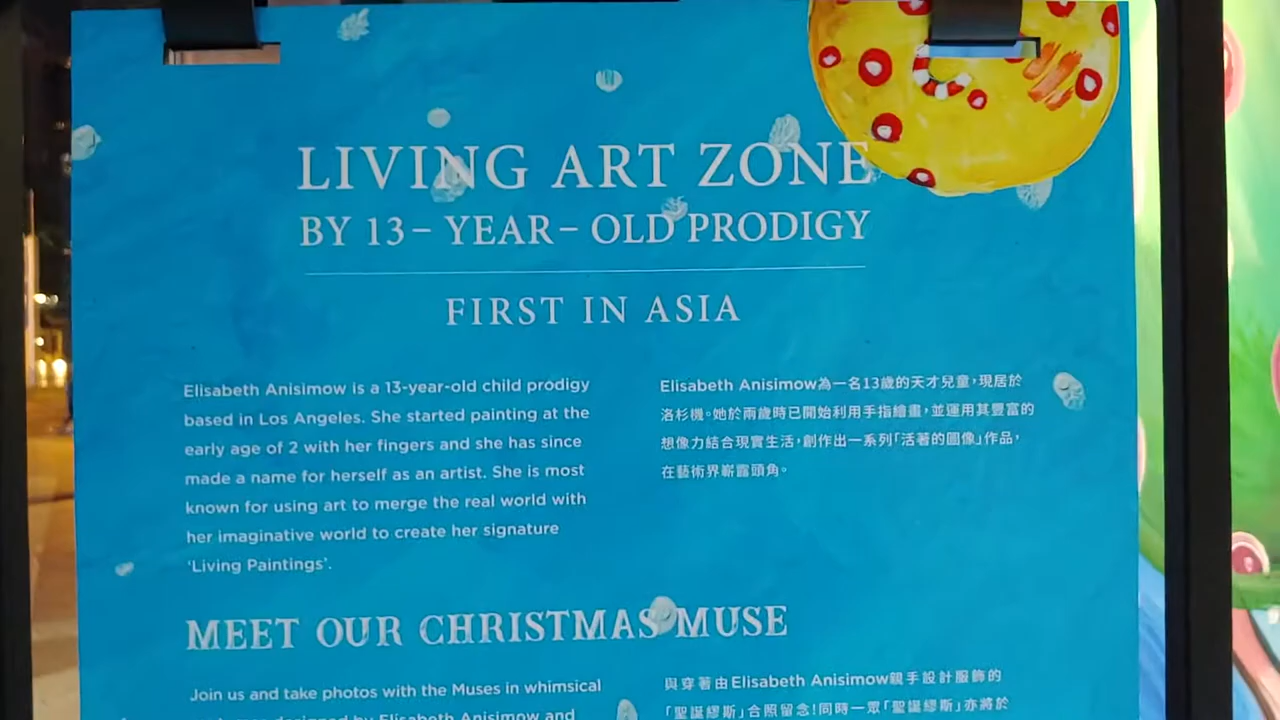 LIVING ART ZONE
BY 13– YEAR– OLD PRODIGY
FIRST IN ASIA
Elisabeth Anisimow is a 13-year-old child prodigy
based in Los Angeles. She started painting at the
early age of 2 with her fingers and she has since
made a name for herself as an artist. She is most
known for using art to merge the real world with
her imaginative world to create her signature
‘Living Paintings’.
Elisabeth Anisimow為一名13歲的天才兒童，現居於
洛杉機。她於兩歲時已開始利用手指繪畫，並運用其豐富的
想像力結合現實生活，創作出一系列「活著的圖像」作品，
在藝術界嶄露頭角。
MEET OUR CHRISTMAS MUSE
Join us and take photos with the Muses in whimsical
designed by Elisabeth Anisimow and
與穿著由Elisabeth Anisimow親手設計服飾的
「聖誕繆斯」合照留念！同時一眾「聖誕繆斯」亦將於